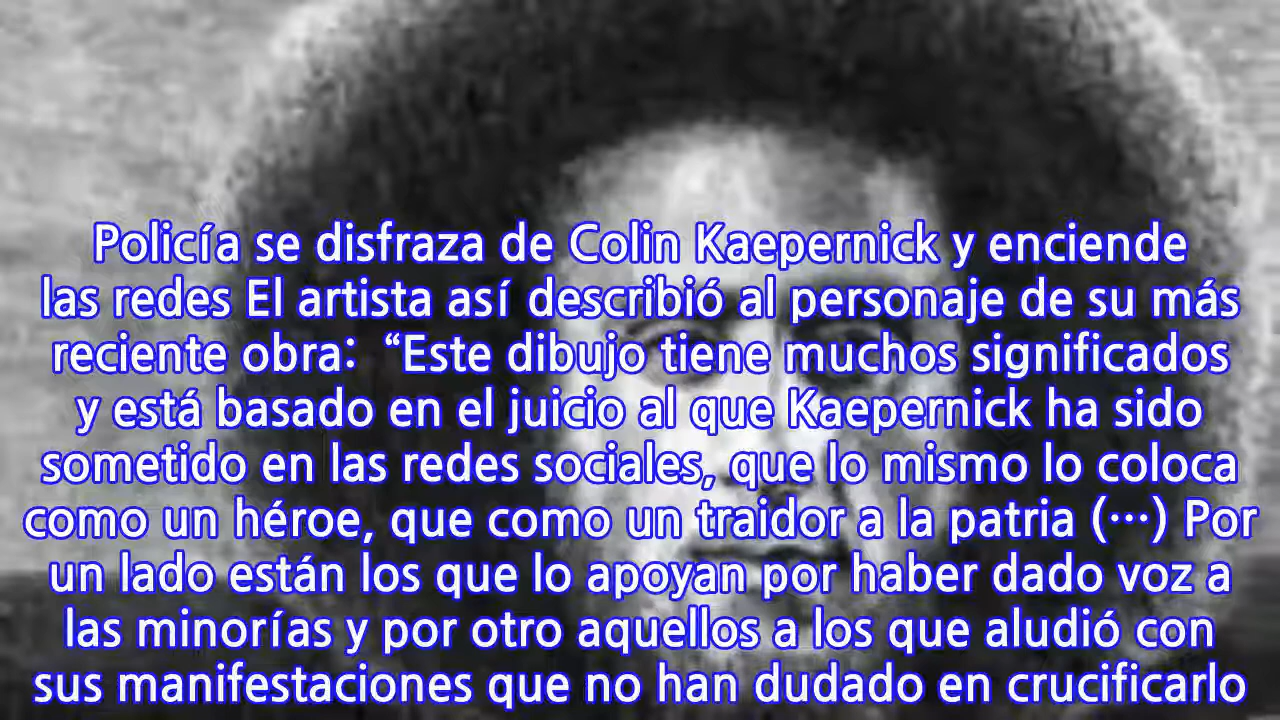 Policía se disfraza de Colin Kaepernick y enciende
las redes El artista así describió al personaje de su más
reciente obra: “Este dibujo tiene muchos significados
y está basado en el juicio al que Kaepernick ha sido
sometido en las redes sociales, que lo mismo lo coloca
como un héroe, que como un traidor a la patria (…) Por
un lado están los que lo apoyan por haber dado voz a
las minorías y por otro aquellos a los que aludió con
sus manifestaciones que no han dudado en crucificarlo